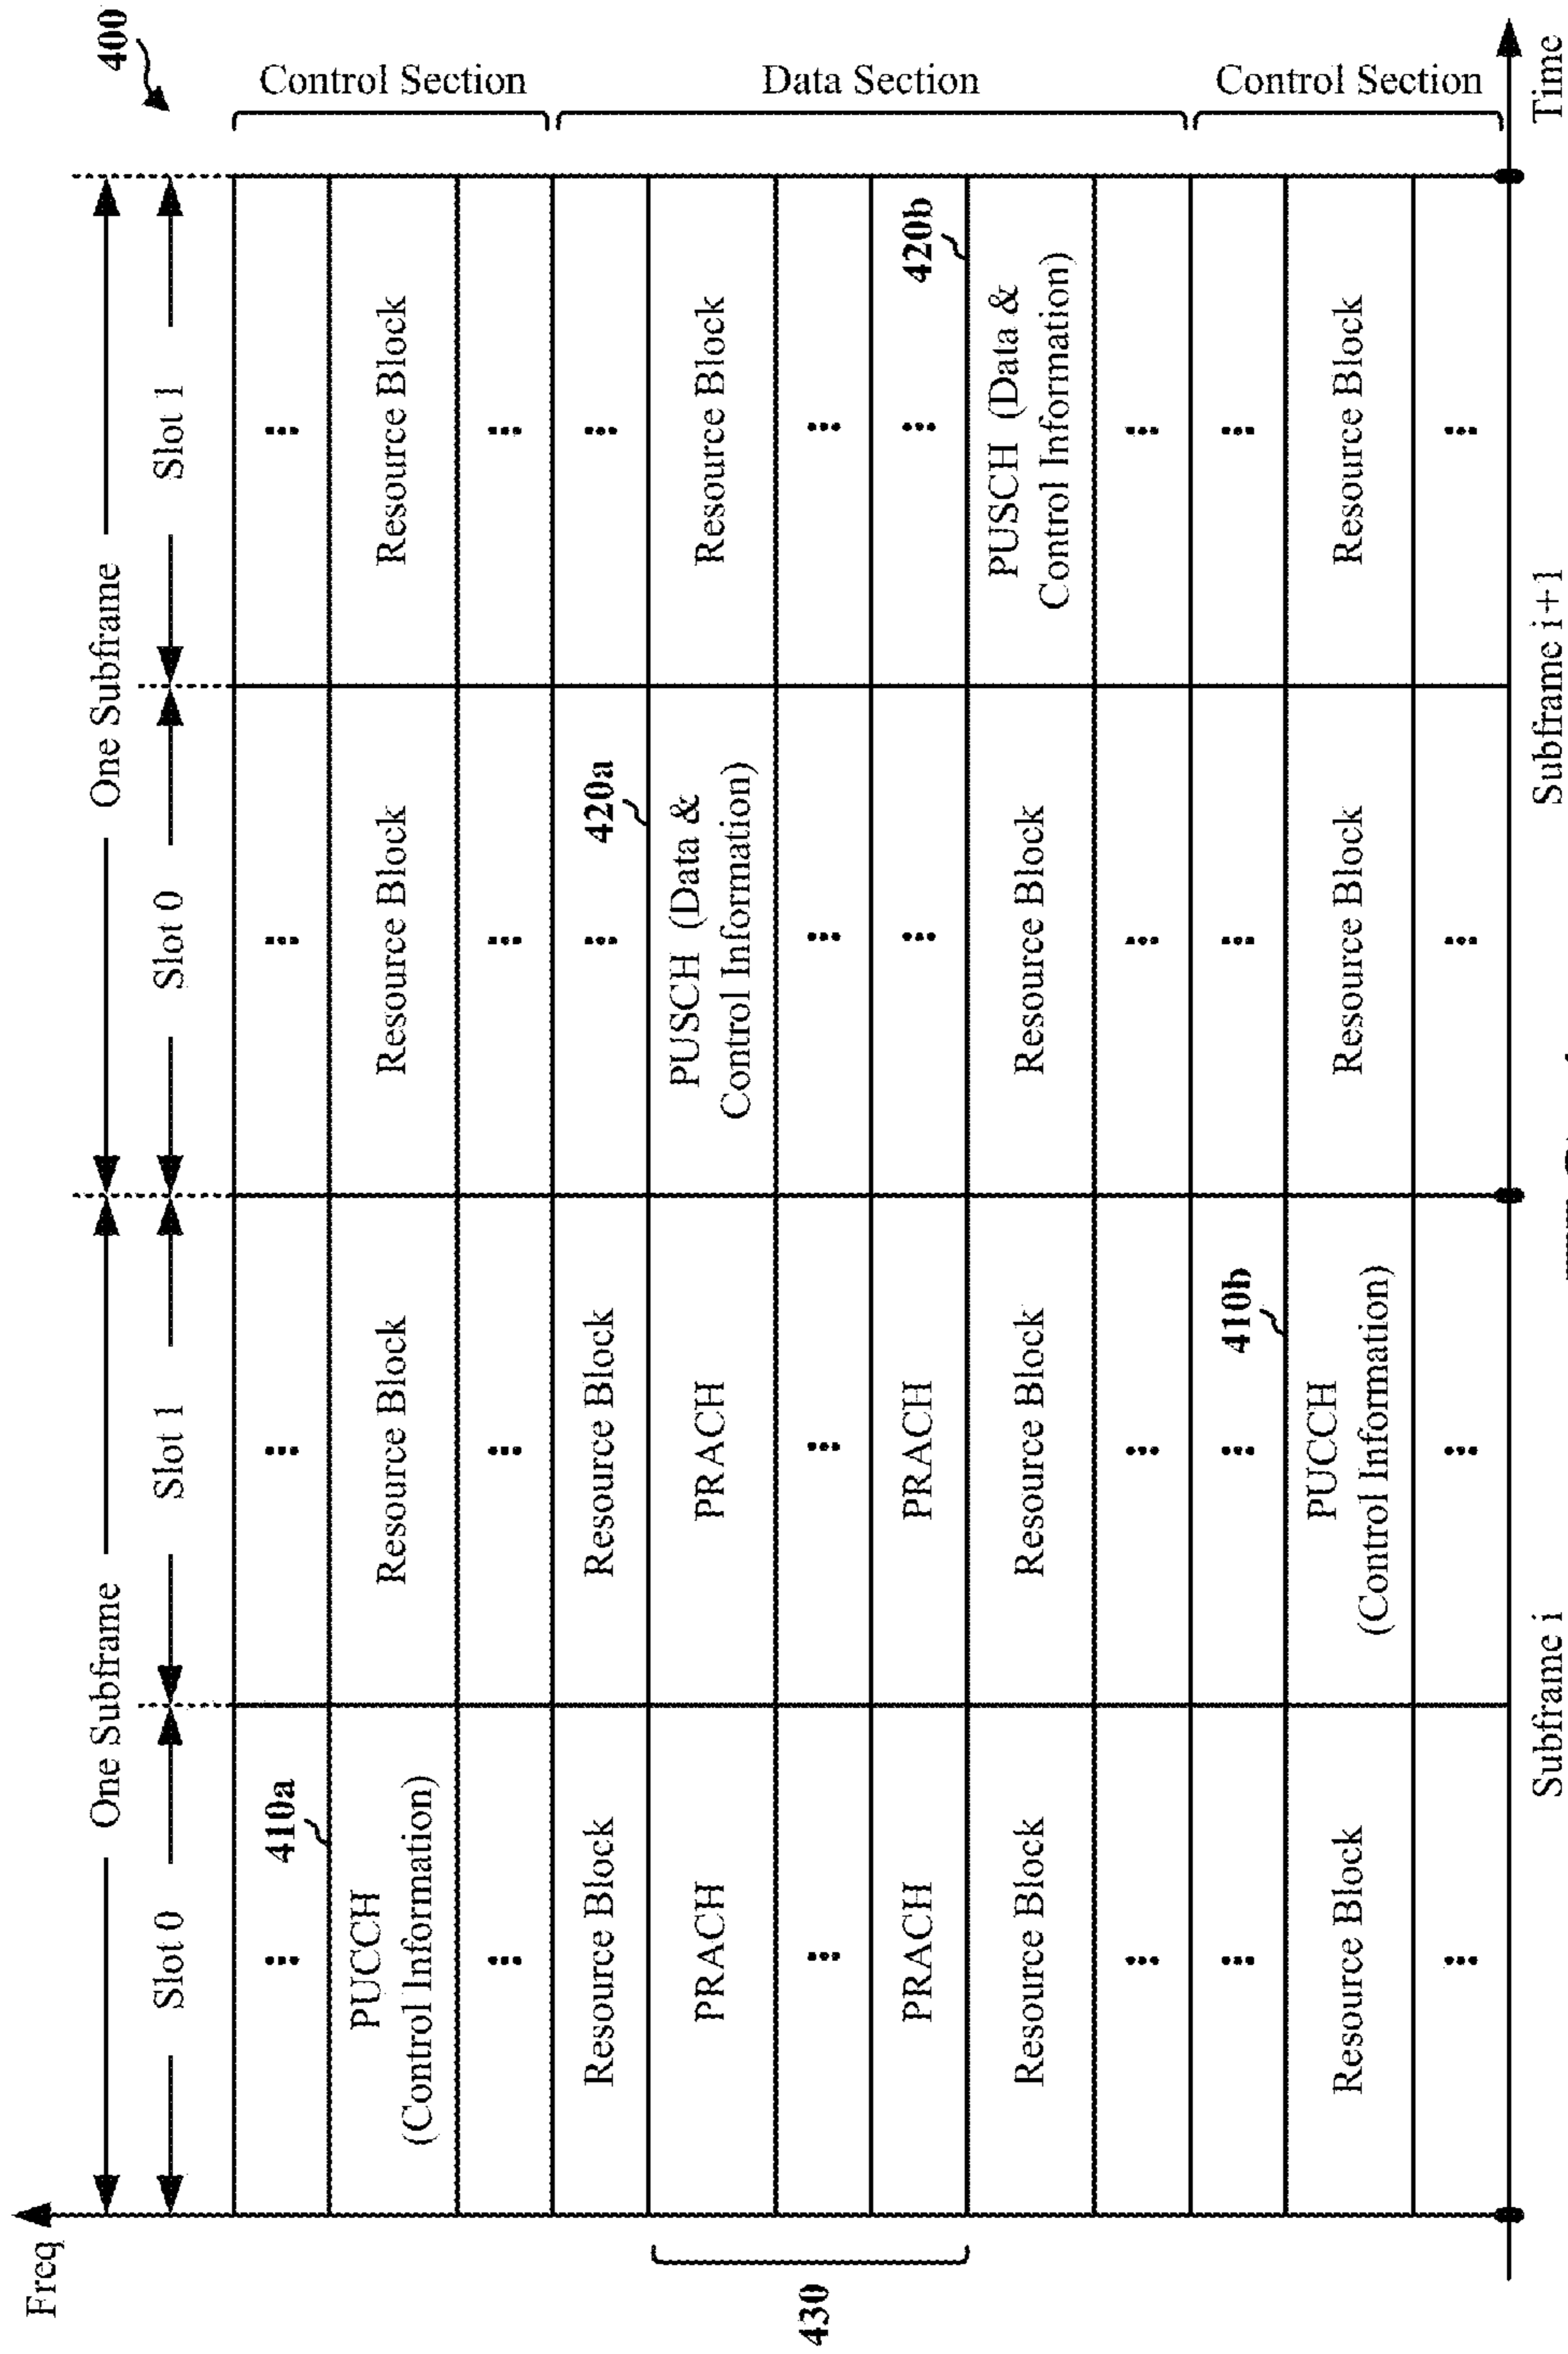 400
Freq
One Subframe
One Subframe
Slot 0
Slot 1
Slot 0
Slot 1
...
...
...
...
Control Section
410a
PUCCH
(Control Information)
Resource Block
Resource Block
Resource Block
...
...
...
...
Resource Block
Resource Block
...
...
Data Section
420a
PRACH
PRACH
PUSCH (Data &
Control Information)
Resource Block
430
...
...
...
...
PRACH
PRACH
...
...
420b
Resource Block
Resource Block
Resource Block
PUSCH (Data &
Control Information)
...
...
...
...
...
...
...
...
Control Section
410b
Resource Block
PUCCH
(Control Information)
Resource Block
Resource Block
...
...
...
...
Subframe i
Subframe i+1
Time